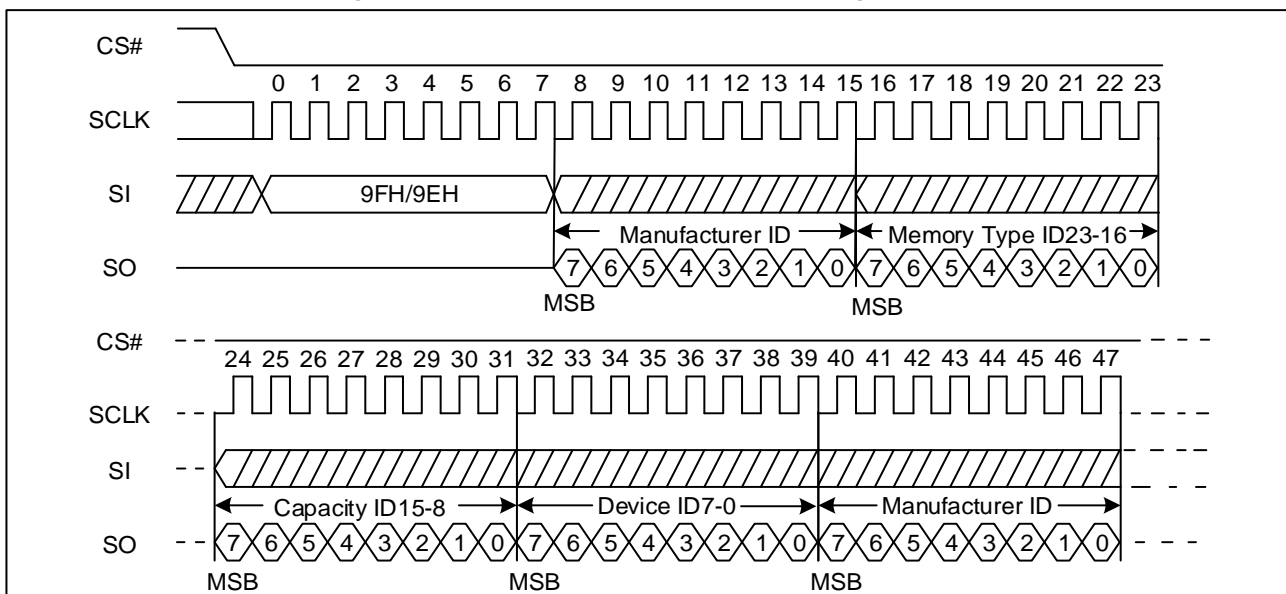 CS#
0 1 2 3 4 5 6 7 8 9 10 11 12 13 14 15 16 17 18 19 20 21 22 23
SCLK
SI 9FH/9EH
Manufacturer ID Memory Type ID23-16
SO 7 6 5 4 3 2 1 0 7 6 5 4 3 2 1 0
MSB MSB
CS#
24 25 26 27 28 29 30 31 32 33 34 35 36 37 38 39 40 41 42 43 44 45 46 47
SCLK
SI
Capacity ID15-8 Device ID7-0 Manufacturer ID
SO 7 6 5 4 3 2 1 0 7 6 5 4 3 2 1 0 7 6 5 4 3 2 1 0
MSB MSB MSB